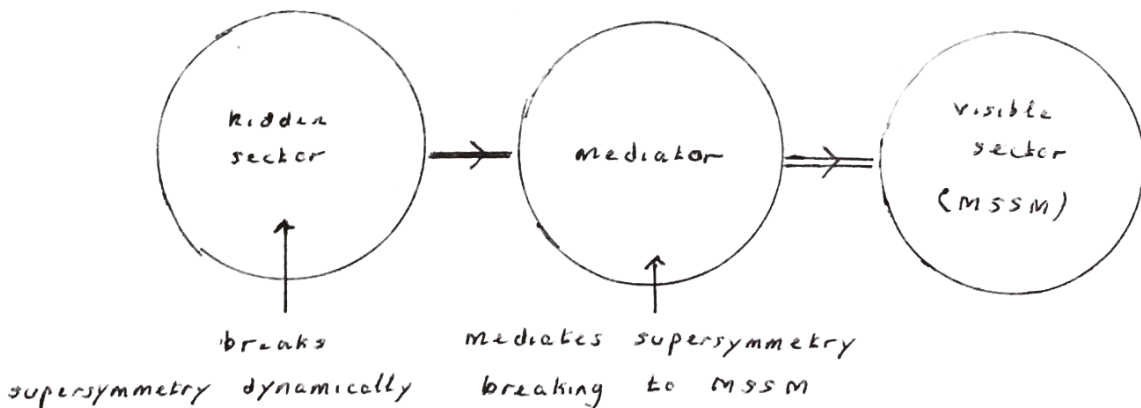 hidden
sector
mediator
visible
sector
(MSSM)
breaks
supersymmetry dynamically
mediates supersymmetry
breaking to MSSM